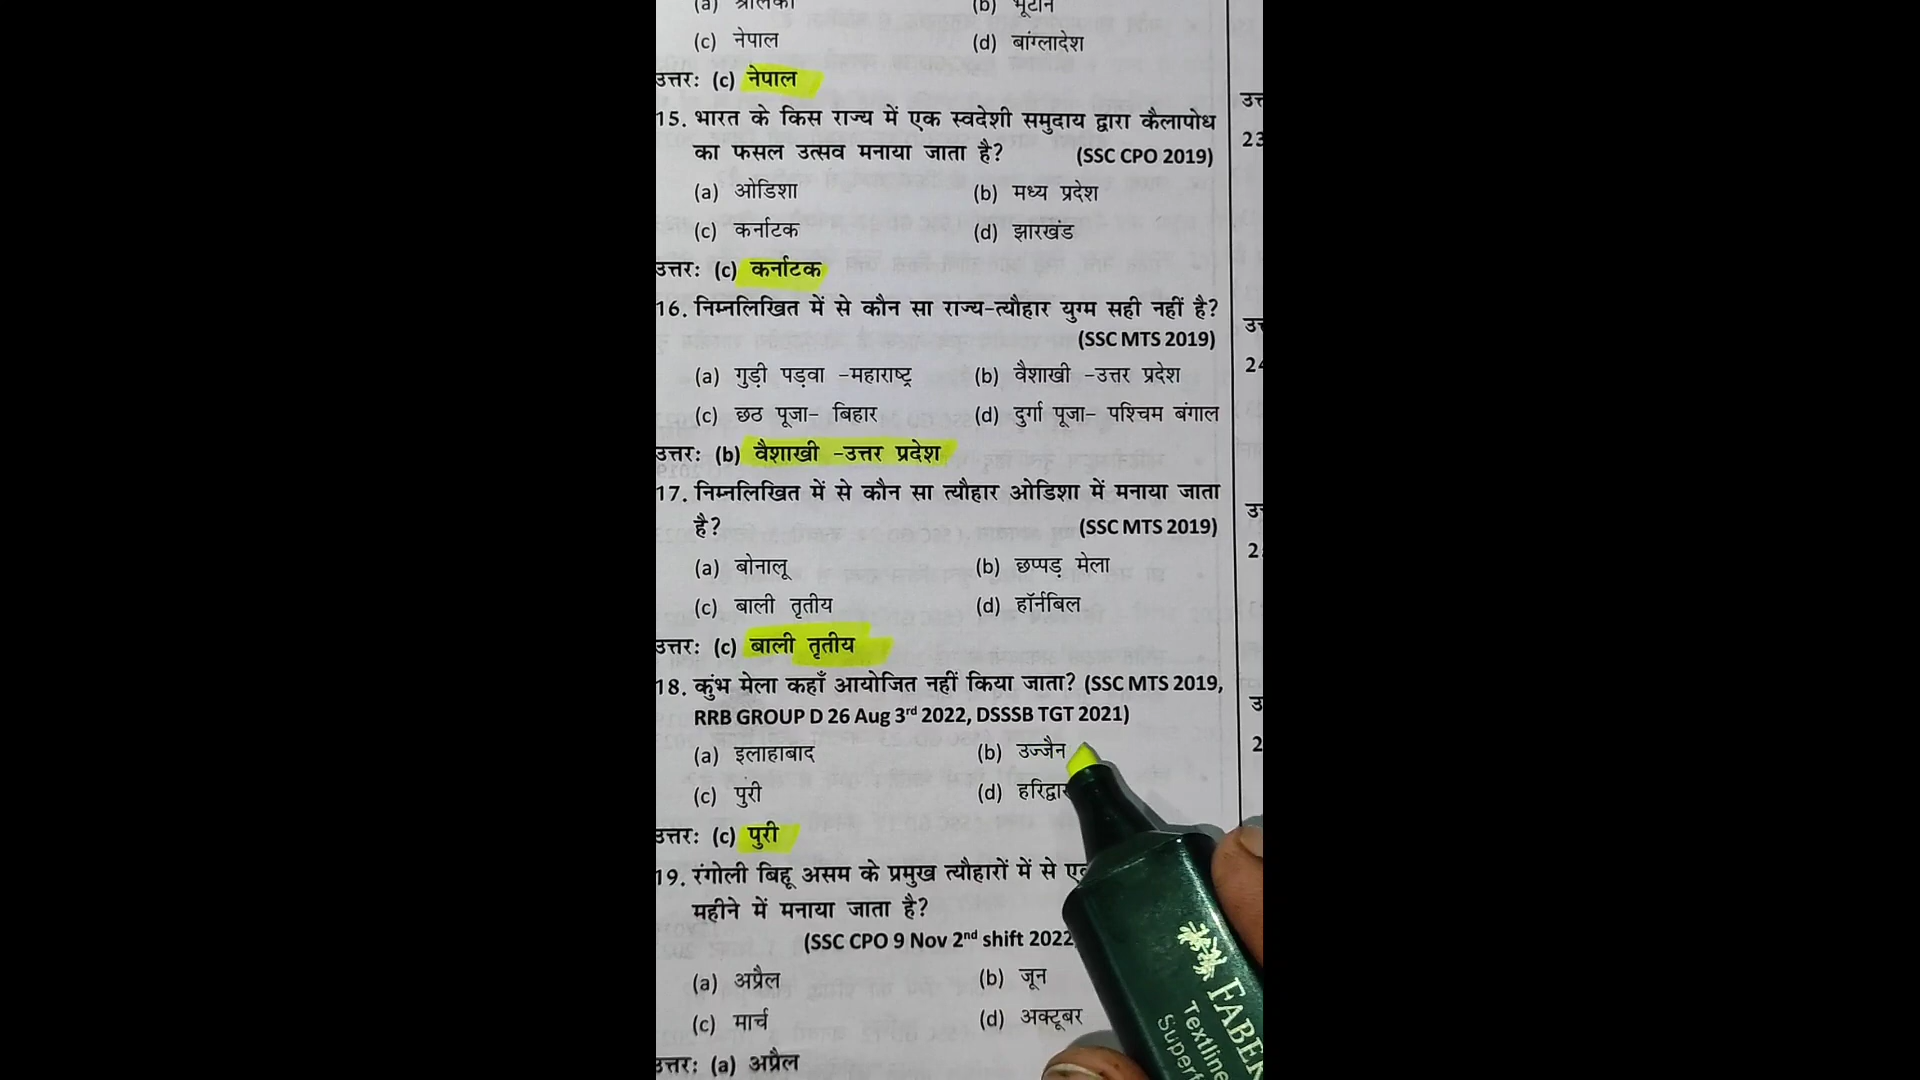 (a) श्रीलंका (b) भूटान
(c) नेपाल (d) बांग्लादेश
उत्तरः (c) नेपाल
15. भारत के किस राज्य में एक स्वदेशी समुदाय द्वारा कैलापोध
का फसल उत्सव मनाया जाता है? (SSC CPO 2019)
(a) ओडिशा (b) मध्य प्रदेश
(c) कर्नाटक (d) झारखंड
उत्तरः (c) कर्नाटक
16. निम्नलिखित में से कौन सा राज्य-त्यौहार युग्म सही नहीं है?
(SSC MTS 2019)
(a) गुड़ी पड़वा -महाराष्ट्र (b) वैशाखी -उत्तर प्रदेश
(c) छठ पूजा- बिहार (d) दुर्गा पूजा- पश्चिम बंगाल
उत्तरः (b) वैशाखी -उत्तर प्रदेश
17. निम्नलिखित में से कौन सा त्यौहार ओडिशा में मनाया जाता
है? (SSC MTS 2019)
(a) बोनालू (b) छप्पड़ मेला
(c) बाली तृतीय (d) हॉर्नबिल
उत्तरः (c) बाली तृतीय
18. कुंभ मेला कहाँ आयोजित नहीं किया जाता? (SSC MTS 2019,
RRB GROUP D 26 Aug 3rd 2022, DSSSB TGT 2021)
(a) इलाहाबाद (b) उज्जैन
(c) पुरी (d) हरिद्वार
उत्तरः (c) पुरी
19. रंगोली बिहू असम के प्रमुख त्यौहारों में से
महीने में मनाया जाता है?
(SSC CPO 9 Nov 2nd shift 2022
(a) अप्रैल (b) जून
(c) मार्च (d) अक्टूबर
उत्तरः (a) अप्रैल
23
24
FABER
Textline